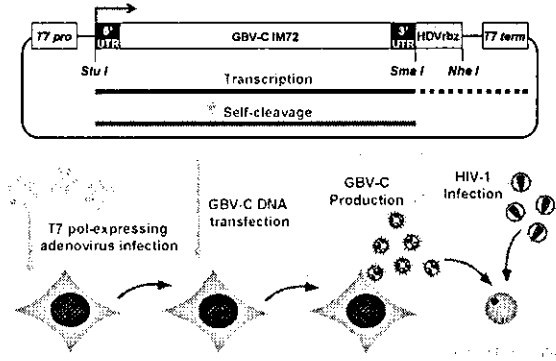 T7 pro
5'
UTR
GBV-C IM72
3'
UTR
HDVrbz
T7 term
Stu I
Sma I
Nhe I
Transcription
Self-cleavage
T7 pol-expressing
adenovirus infection
GBV-C DNA
transfection
GBV-C
Production
HIV-1
Infection